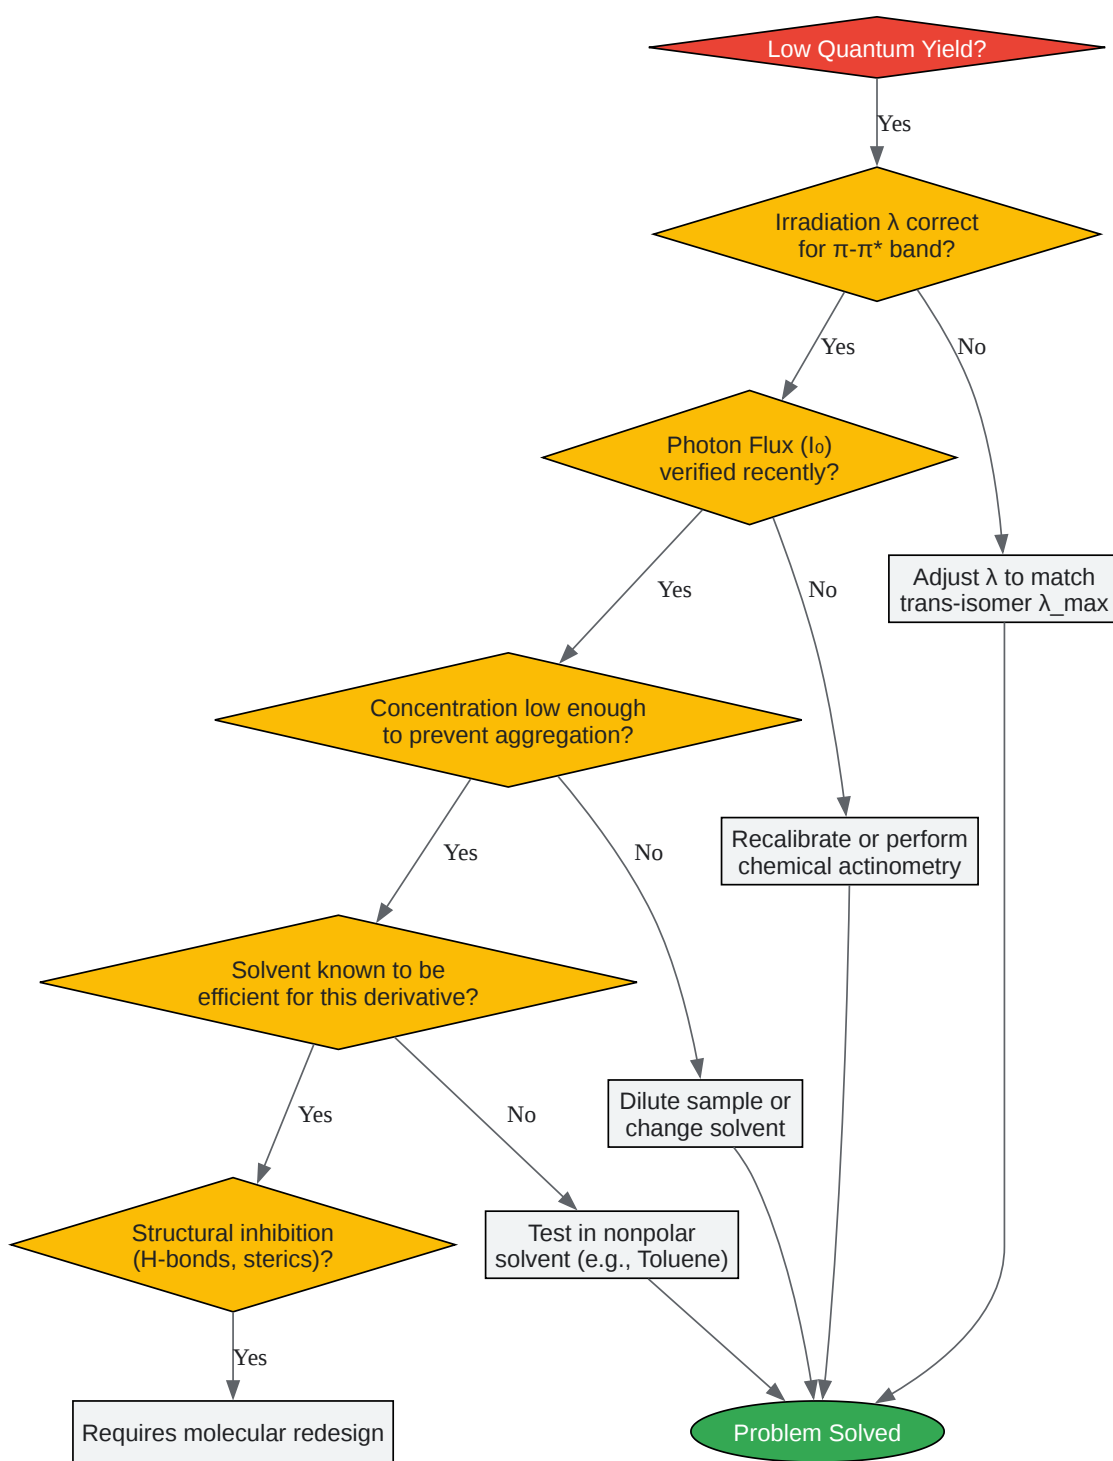 Low Quantum Yield?
Yes
Irradiation λ correct
for π-π* band?
Yes
No
Photon Flux (I₀)
verified recently?
Yes
No
Adjust λ to match
trans-isomer λ_max
Concentration low enough
to prevent aggregation?
Yes
No
Recalibrate or perform
chemical actinometry
Solvent known to be
efficient for this derivative?
Yes
No
Dilute sample or
change solvent
Structural inhibition
(H-bonds, sterics)?
Test in nonpolar
solvent (e.g., Toluene)
Yes
Requires molecular redesign
Problem Solved